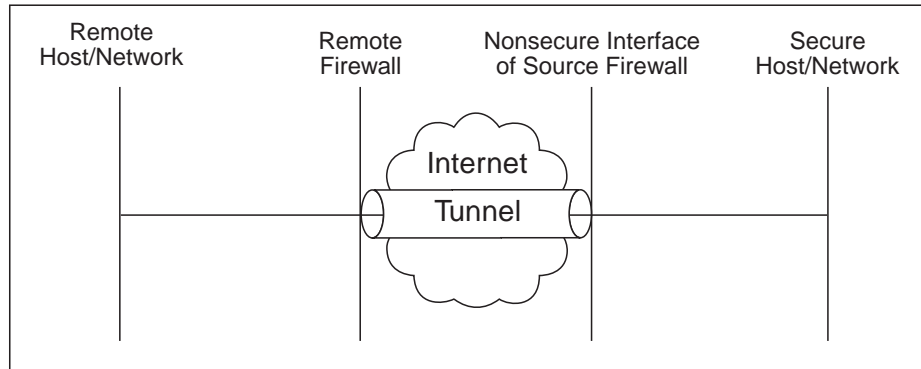 Remote
Host/Network
Remote
Firewall
Nonsecure Interface
of Source Firewall
Secure
Host/Network
Internet
Tunnel